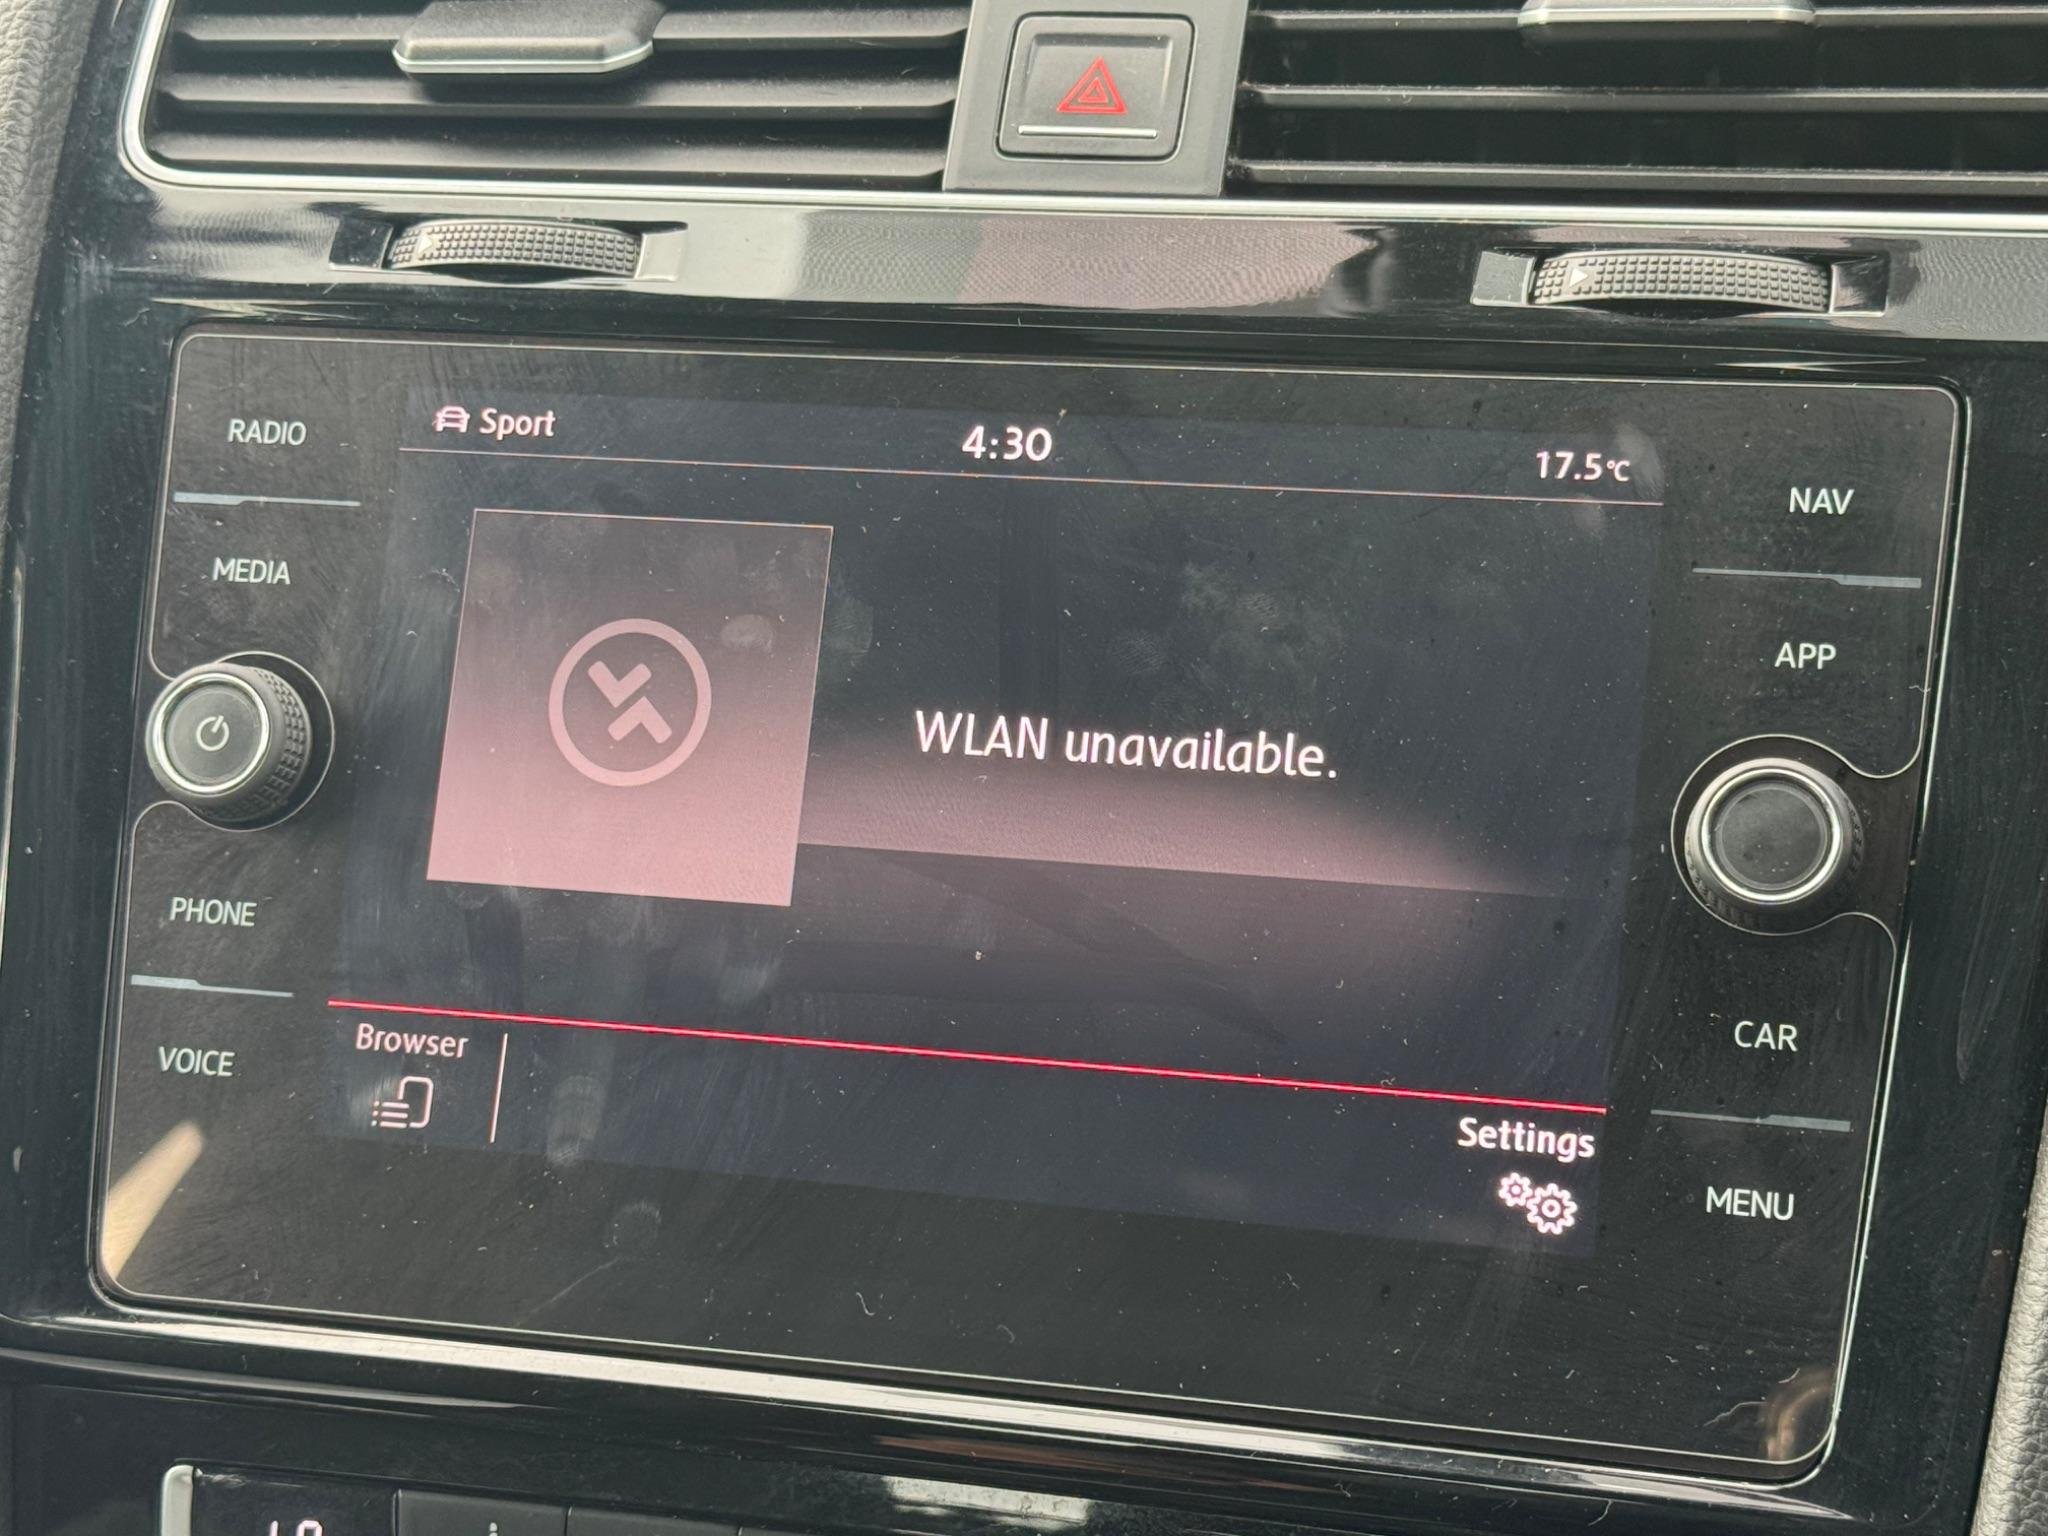 Sport
4:30
17.5°C
RADIO
MEDIA
PHONE
VOICE
WLAN unavailable.
Browser
Settings
NAV
APP
CAR
MENU